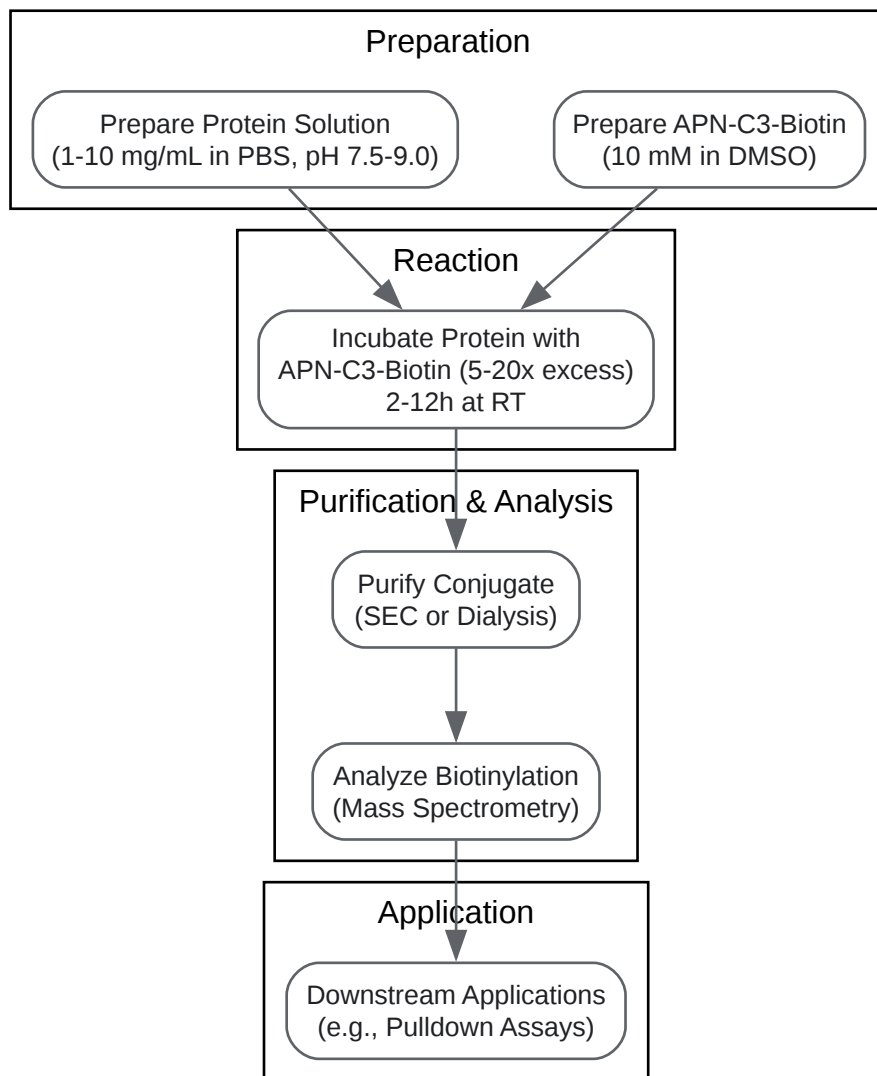 Preparation
Prepare Protein Solution
(1-10 mg/mL in PBS, pH 7.5-9.0)
Prepare APN-C3-Biotin
(10 mM in DMSO)
Reaction
Incubate Protein with
APN-C3-Biotin (5-20x excess)
2-12h at RT
Purification & Analysis
Purify Conjugate
(SEC or Dialysis)
Analyze Biotinylation
(Mass Spectrometry)
Application
Downstream Applications
(e.g., Pulldown Assays)